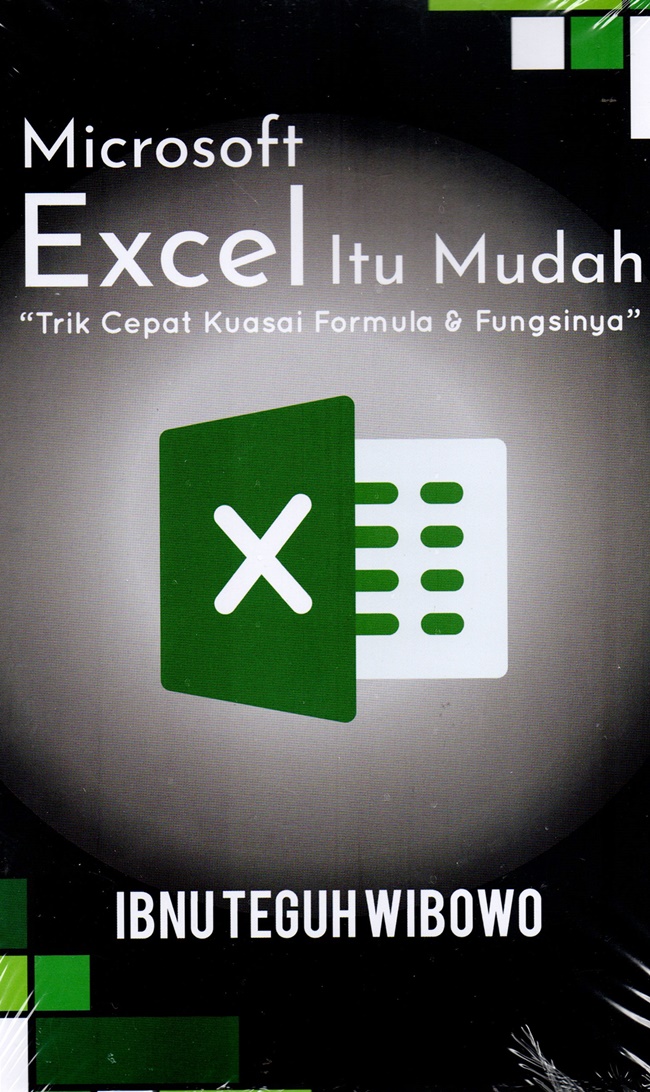 Microsoft
Excel Itu Mudah
“Trik Cepat Kuasai Formula & Fungsinya”
X
IBNU TEGUH WIBOWO